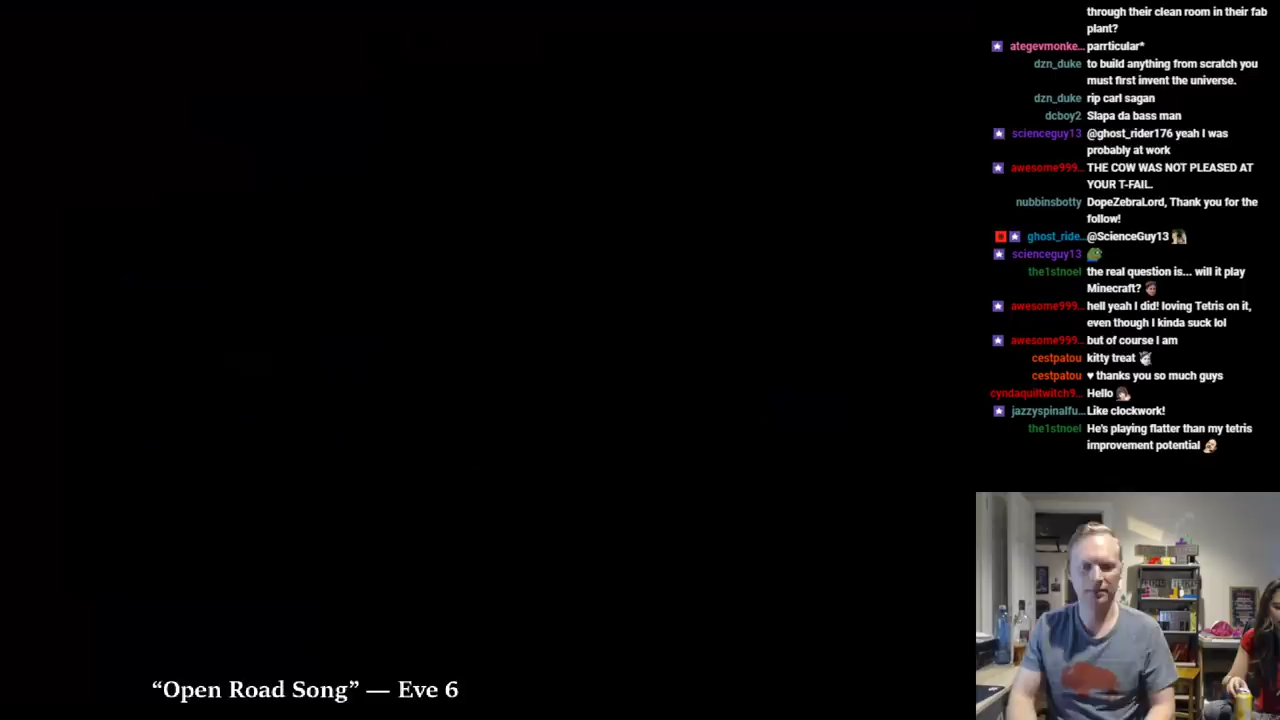 through their clean room in their fab
plant?
ategevmonke… parrticular*
dzn_duke to build anything from scratch you
must first invent the universe.
dzn_duke rip carl sagan
dcboy2 Slapa da bass man
scienceguy13 @ghost_rider176 yeah I was
probably at work
awesome999… THE COW WAS NOT PLEASED AT
YOUR T-FAIL.
nubbinsbotty DopeZebraLord, Thank you for the
follow!
ghost_ride… @ScienceGuy13
scienceguy13
the1stnoel the real question is... will it play
Minecraft?
awesome999… hell yeah I did! loving Tetris on it,
even though I kinda suck lol
awesome999… but of course I am
cestpatou kitty treat
cestpatou ♥ thanks you so much guys
cyndaquiltwitch9… Hello
jazzyspinalfu… Like clockwork!
the1stnoel He's playing flatter than my tetris
improvement potential
“Open Road Song” — Eve 6